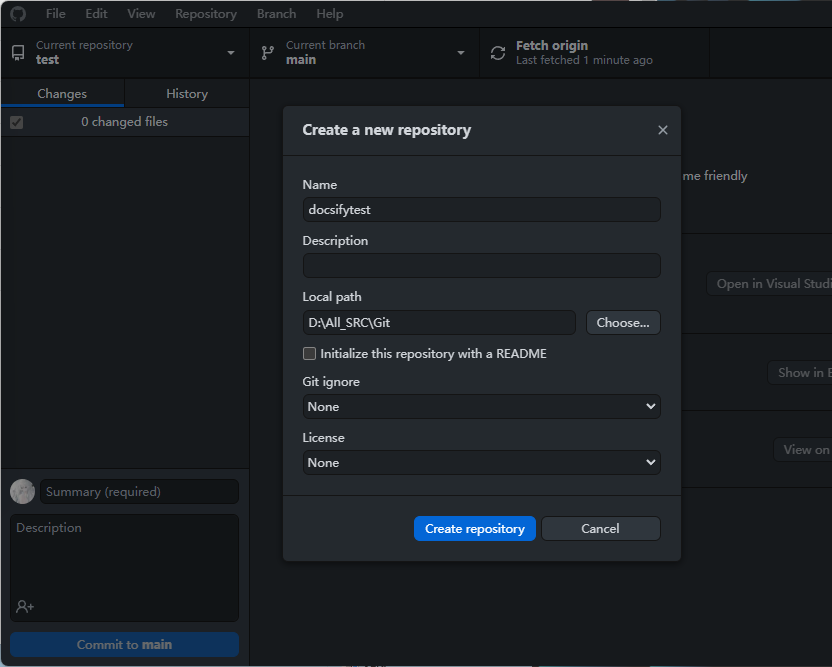 File Edit View Repository Branch Help
Current repository
test
Current branch
main
Fetch origin
Last fetched 1 minute ago
Changes History
0 changed files
Create a new repository
me friendly
Name
docsifytest
Description
Open in Visual Studi
Local path
D:\All_SRC\Git
Choose...
Initialize this repository with a README
Show in E
Git ignore
None
License
View on
None
Summary (required)
Description
Create repository Cancel
Commit to main